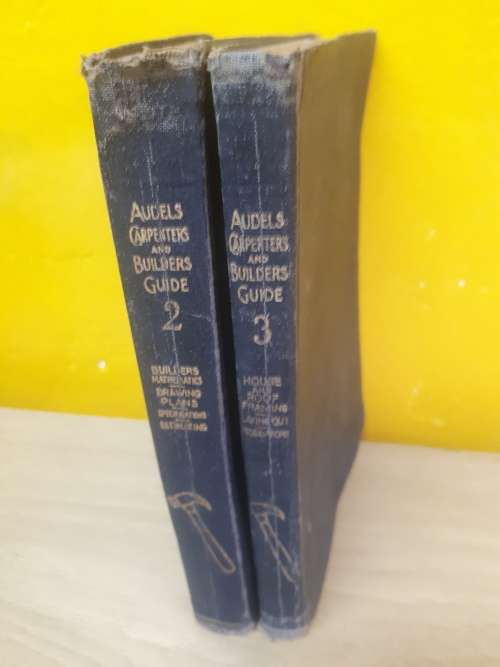 AUDELS
CARPENTERS
AND
BUILDERS
GUIDE
2
BUILDERS
MATHEMATICS
DRAWING
PLANS
SPECIFICATIONS
ESTIMATING
AUDELS
CARPENTERS
AND
BUILDERS
GUIDE
3
HOUSE
AND
ROOF
FRAMING
LAYING OUT